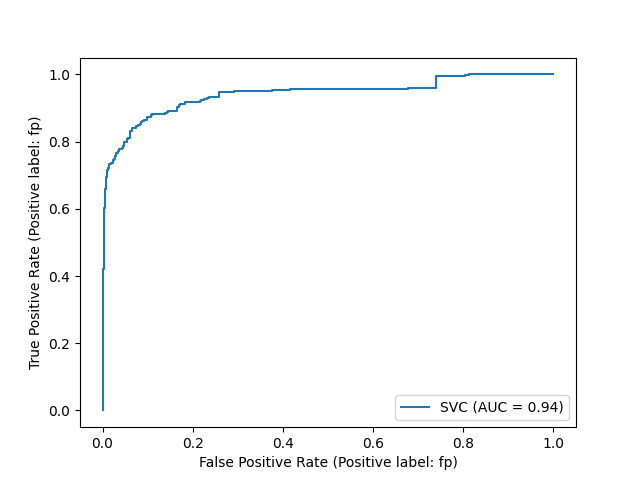 1.0
0.8
0.6
0.4
0.2
0.0
True Positive Rate (Positive label: fp)
SVC (AUC = 0.94)
0.0 0.2 0.4 0.6 0.8 1.0
False Positive Rate (Positive label: fp)